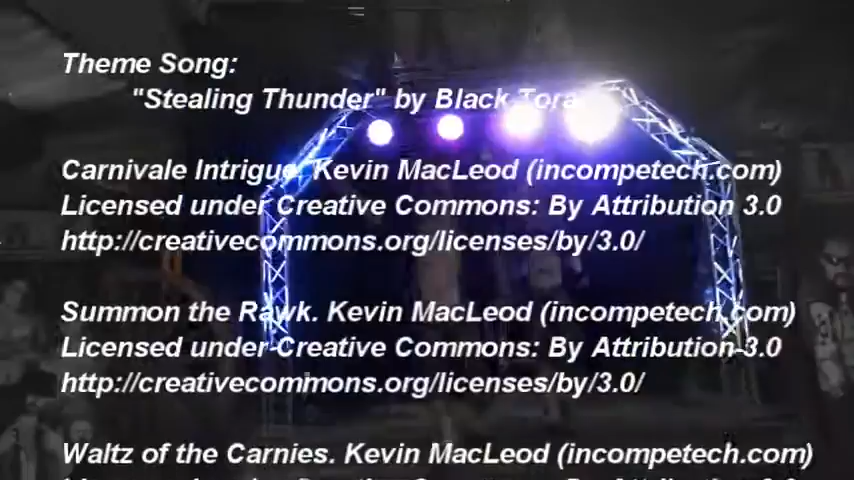 Theme Song:
"Stealing Thunder" by Black Tora
Carnivale Intrigue. Kevin MacLeod (incompetech.com)
Licensed under Creative Commons: By Attribution 3.0
http://creativecommons.org/licenses/by/3.0/
Summon the Rawk. Kevin MacLeod (incompetech.com)
Licensed under Creative Commons: By Attribution 3.0
http://creativecommons.org/licenses/by/3.0/
Waltz of the Carnies. Kevin MacLeod (incompetech.com)